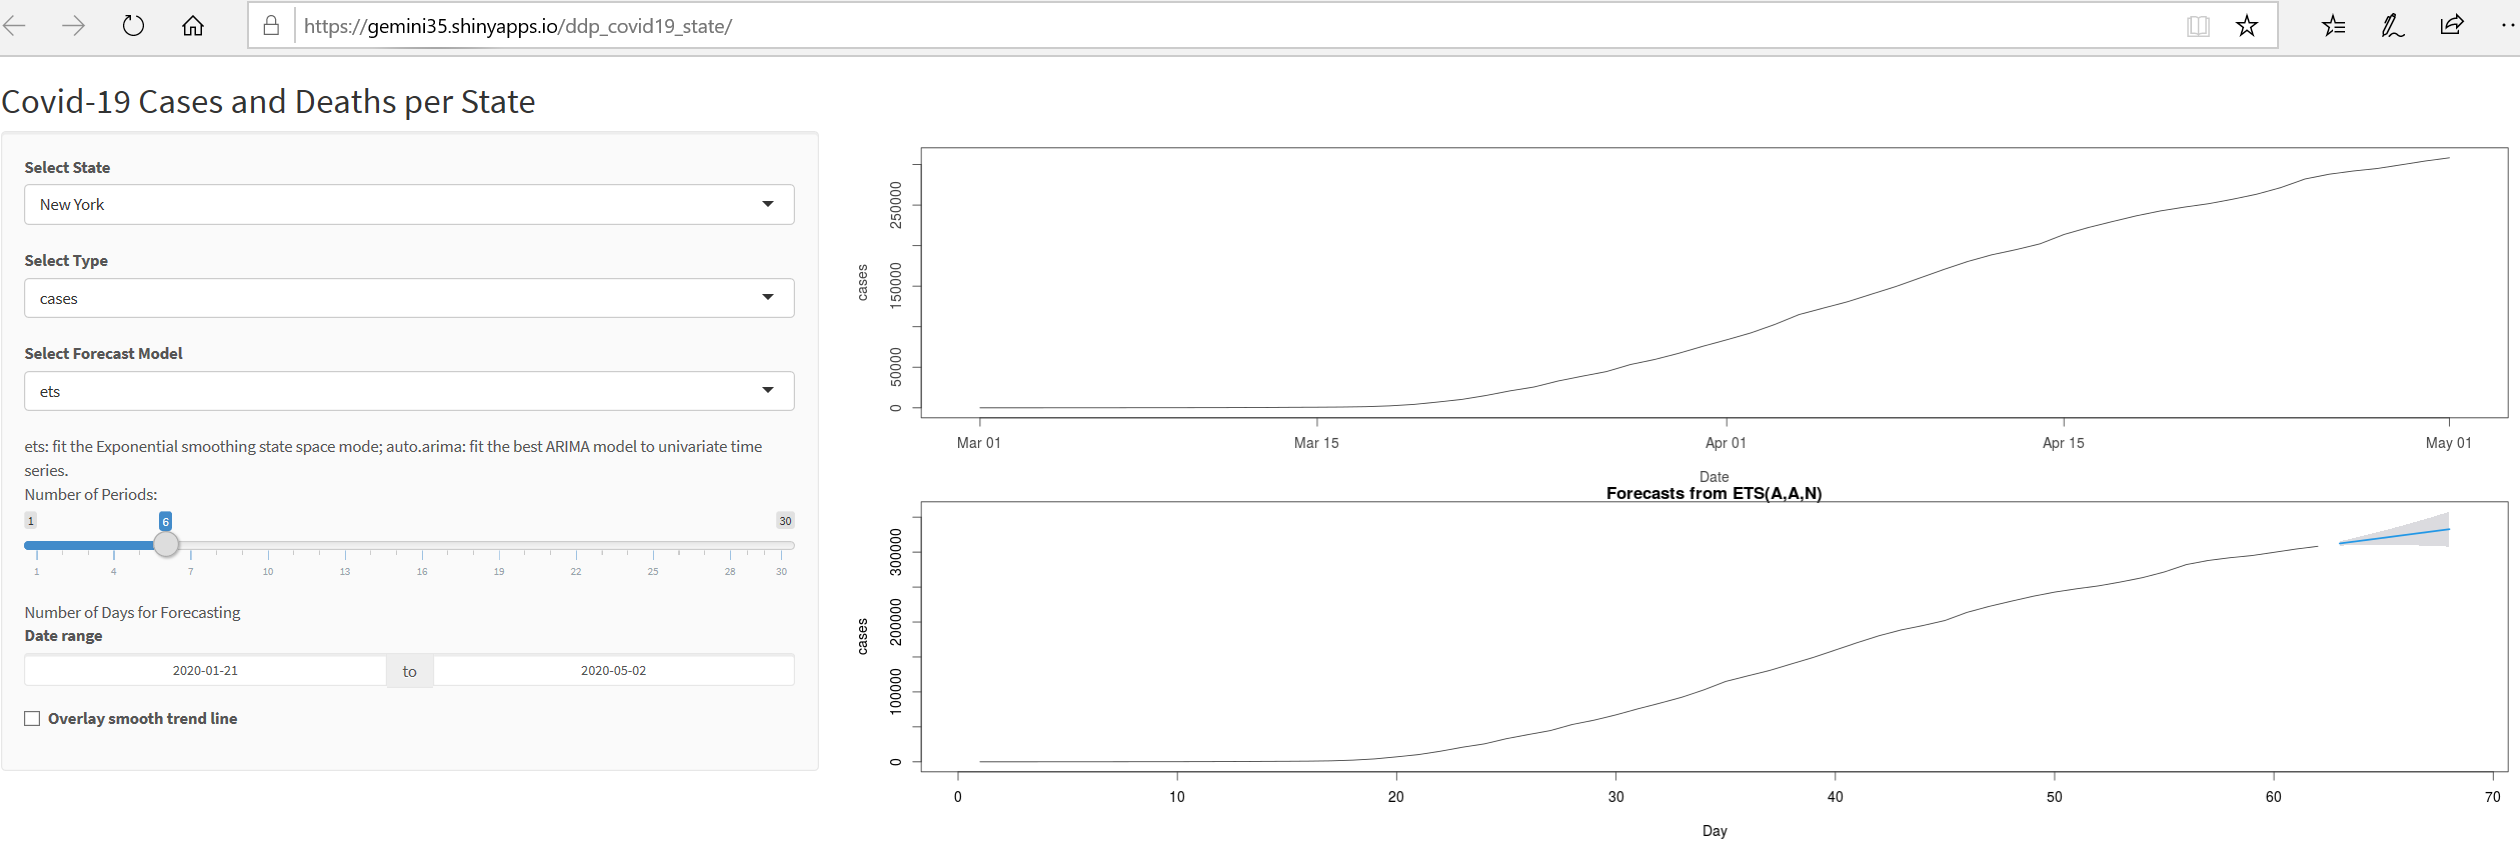 https://gemini35.shinyapps.io/ddp_covid19_state/
Covid-19 Cases and Deaths per State
Select State
New York
Select Type
cases
Select Forecast Model
ets
ets: fit the Exponential smoothing state space mode; auto.arima: fit the best ARIMA model to univariate time
series.
Number of Periods:
1 6 30
1 4 7 10 13 16 19 22 25 28 30
Number of Days for Forecasting
Date range
2020-01-21 to 2020-05-02
Overlay smooth trend line
cases
250000
150000
50000
0
Mar 01 Mar 15 Apr 01 Apr 15 May 01
Date
Forecasts from ETS(A,A,N)
cases
300000
200000
100000
0
0 10 20 30 40 50 60 70
Day